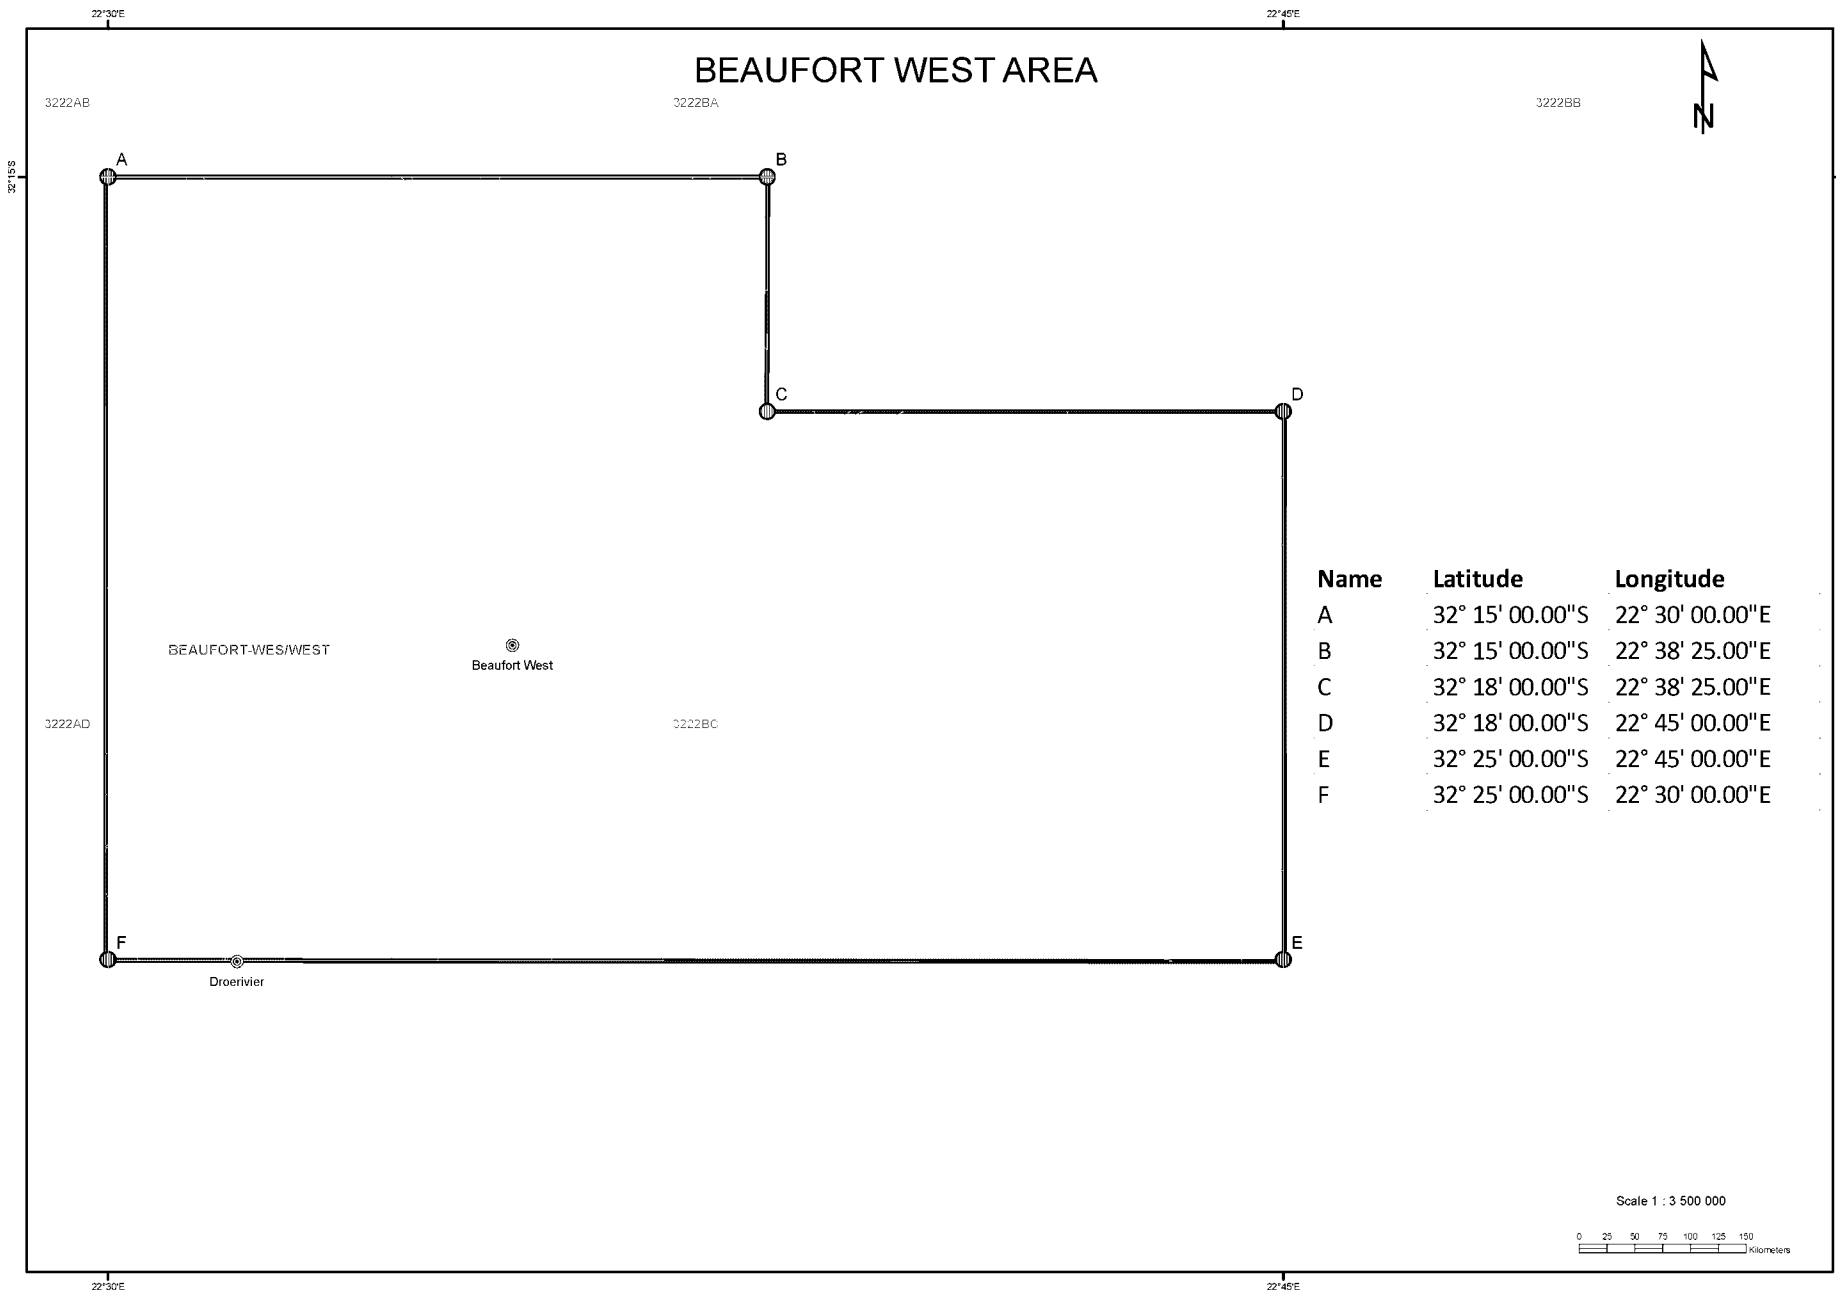 22°30'E 22°45'E
BEAUFORT WEST AREA
3222AB 3222BA 3222BB
N
32°15'S
A B
C D
Name Latitude Longitude
A 32° 15' 00.00"S 22° 30' 00.00"E
B 32° 15' 00.00"S 22° 38' 25.00"E
C 32° 18' 00.00"S 22° 38' 25.00"E
D 32° 18' 00.00"S 22° 45' 00.00"E
E 32° 25' 00.00"S 22° 45' 00.00"E
F 32° 25' 00.00"S 22° 30' 00.00"E
BEAUFORT-WES/WEST
Beaufort West
3222AD 3222BC
F E
Droerivier
Scale 1 : 3 500 000
0 25 50 75 100 125 150
Kilometers
22°30'E 22°45'E